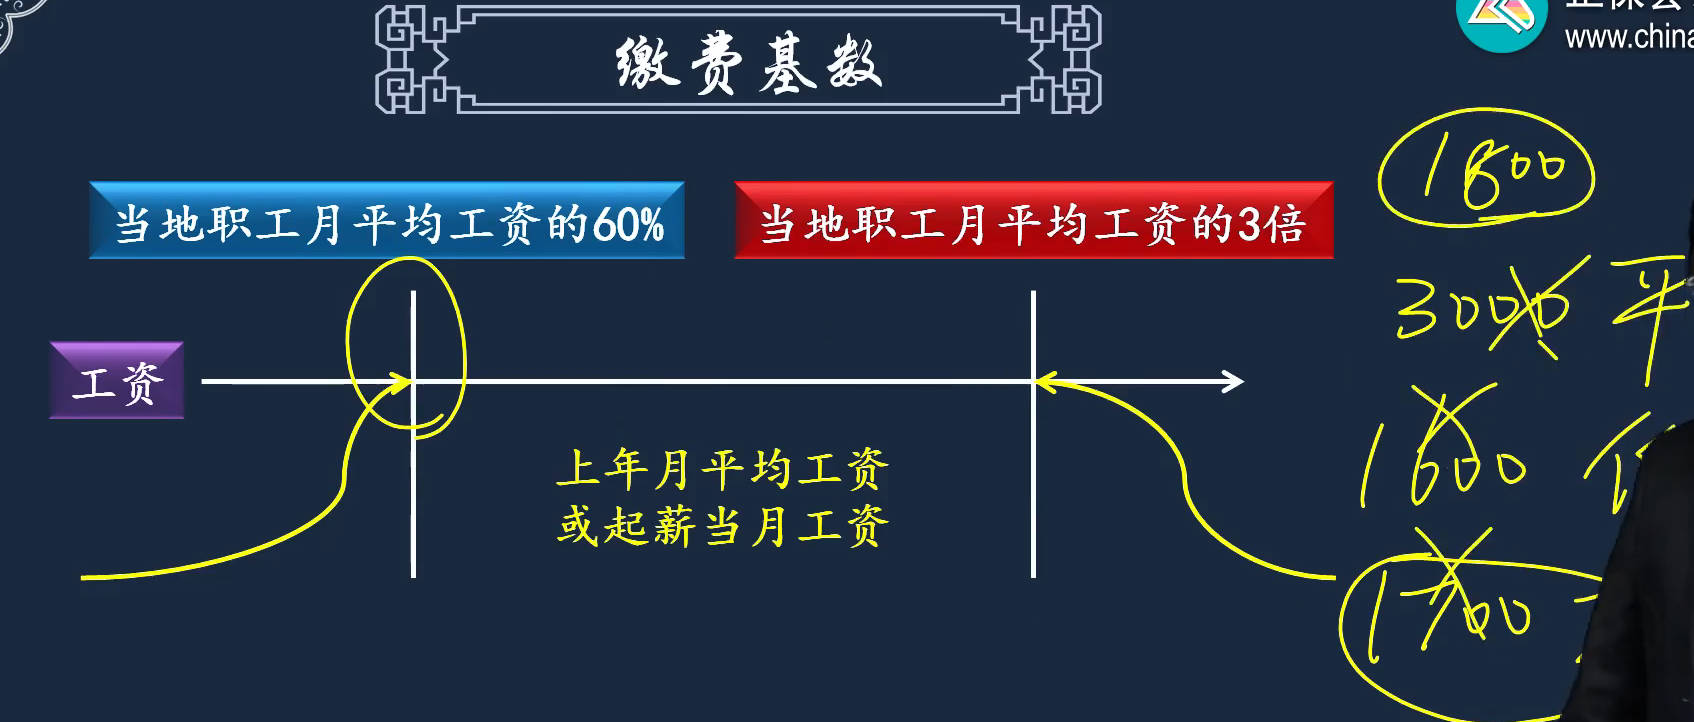 www.china
缴费基数
1800
当地职工月平均工资的60%
当地职工月平均工资的3倍
3000 平
工资
上年月平均工资
或起薪当月工资
1600
1700